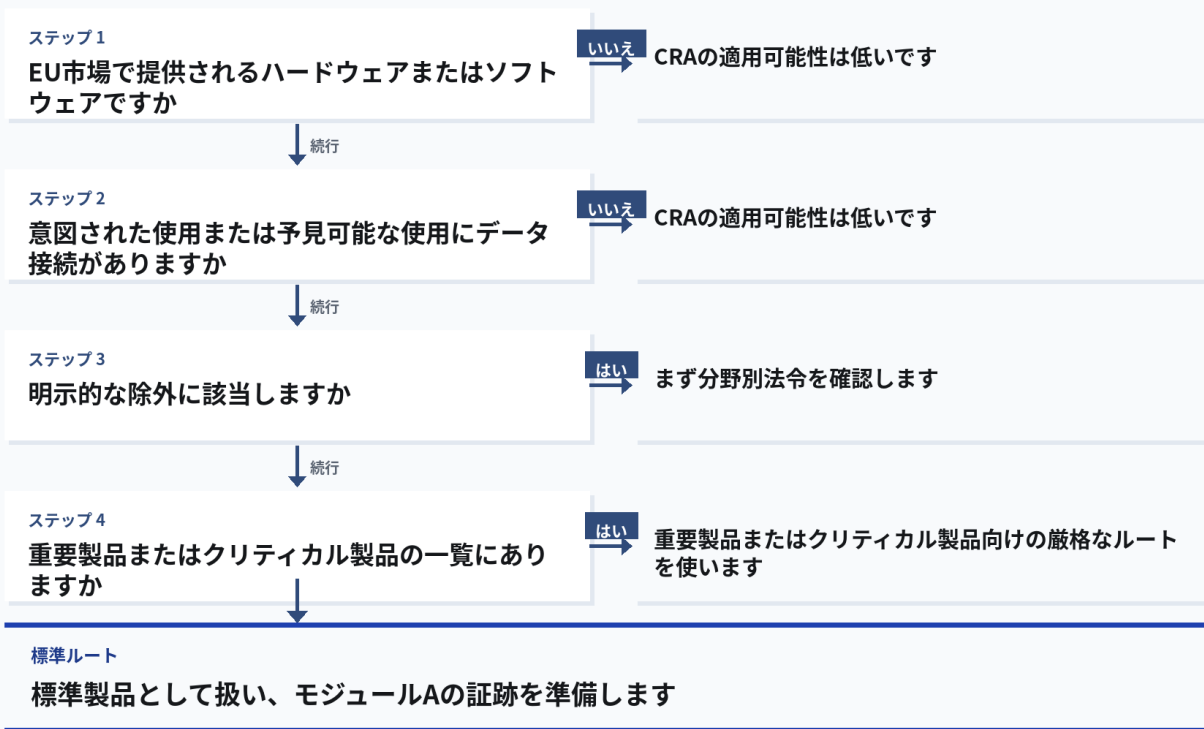 ステップ 1
EU市場で提供されるハードウェアまたはソフト
ウェアですか
いいえ
CRAの適用可能性は低いです
続行
ステップ 2
意図された使用または予見可能な使用にデータ
接続がありますか
いいえ
CRAの適用可能性は低いです
続行
ステップ 3
明示的な除外に該当しますか
はい
まず分野別法令を確認します
続行
ステップ 4
重要製品またはクリティカル製品の一覧にあり
ますか
はい
重要製品またはクリティカル製品向けの厳格なルート
を使います
標準ルート
標準製品として扱い、モジュールAの証跡を準備します